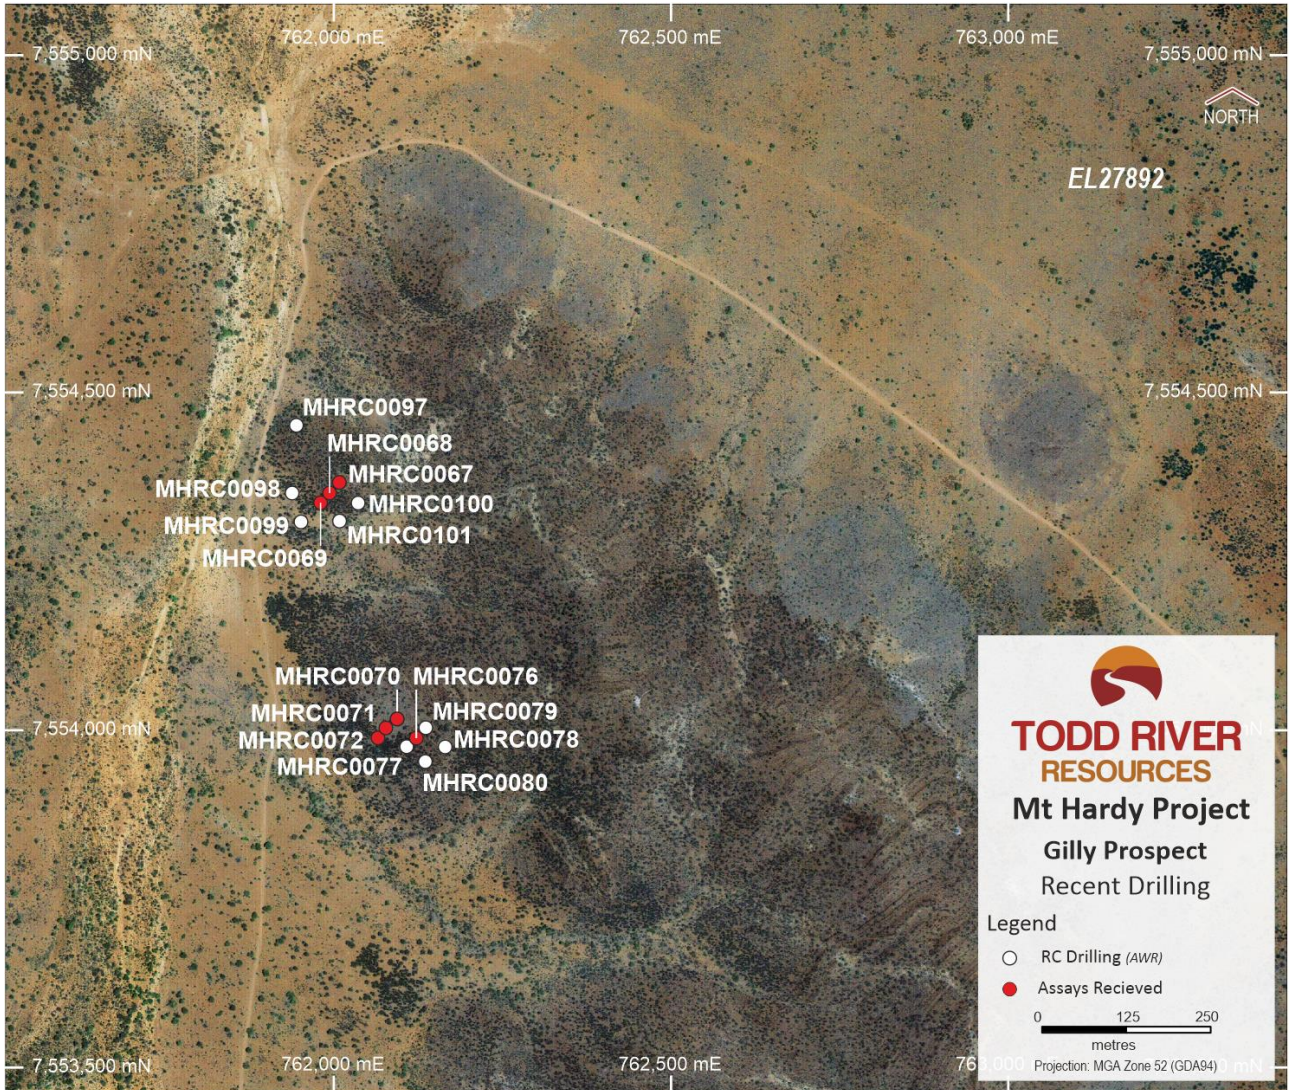 762,000 mE
762,500 mE
763,000 mE
7,555,000 mN
7,555,000 mN
NORTH
EL27892
7,554,500 mN
7,554,500 mN
MHRC0097
MHRC0068
MHRC0067
MHRC0098
MHRC0100
MHRC0099
MHRC0101
MHRC0069
MHRC0070
MHRC0076
MHRC0071
MHRC0079
7,554,000 mN
MHRC0072
MHRC0078
MHRC0077
MHRC0080
TODD RIVER
RESOURCES
Mt Hardy Project
Gilly Prospect
Recent Drilling
Legend
RC Drilling (AWR)
Assays Recieved
0 125 250
metres
Projection: MGA Zone 52 (GDA94)
7,553,500 mN
762,000 mE
762,500 mE